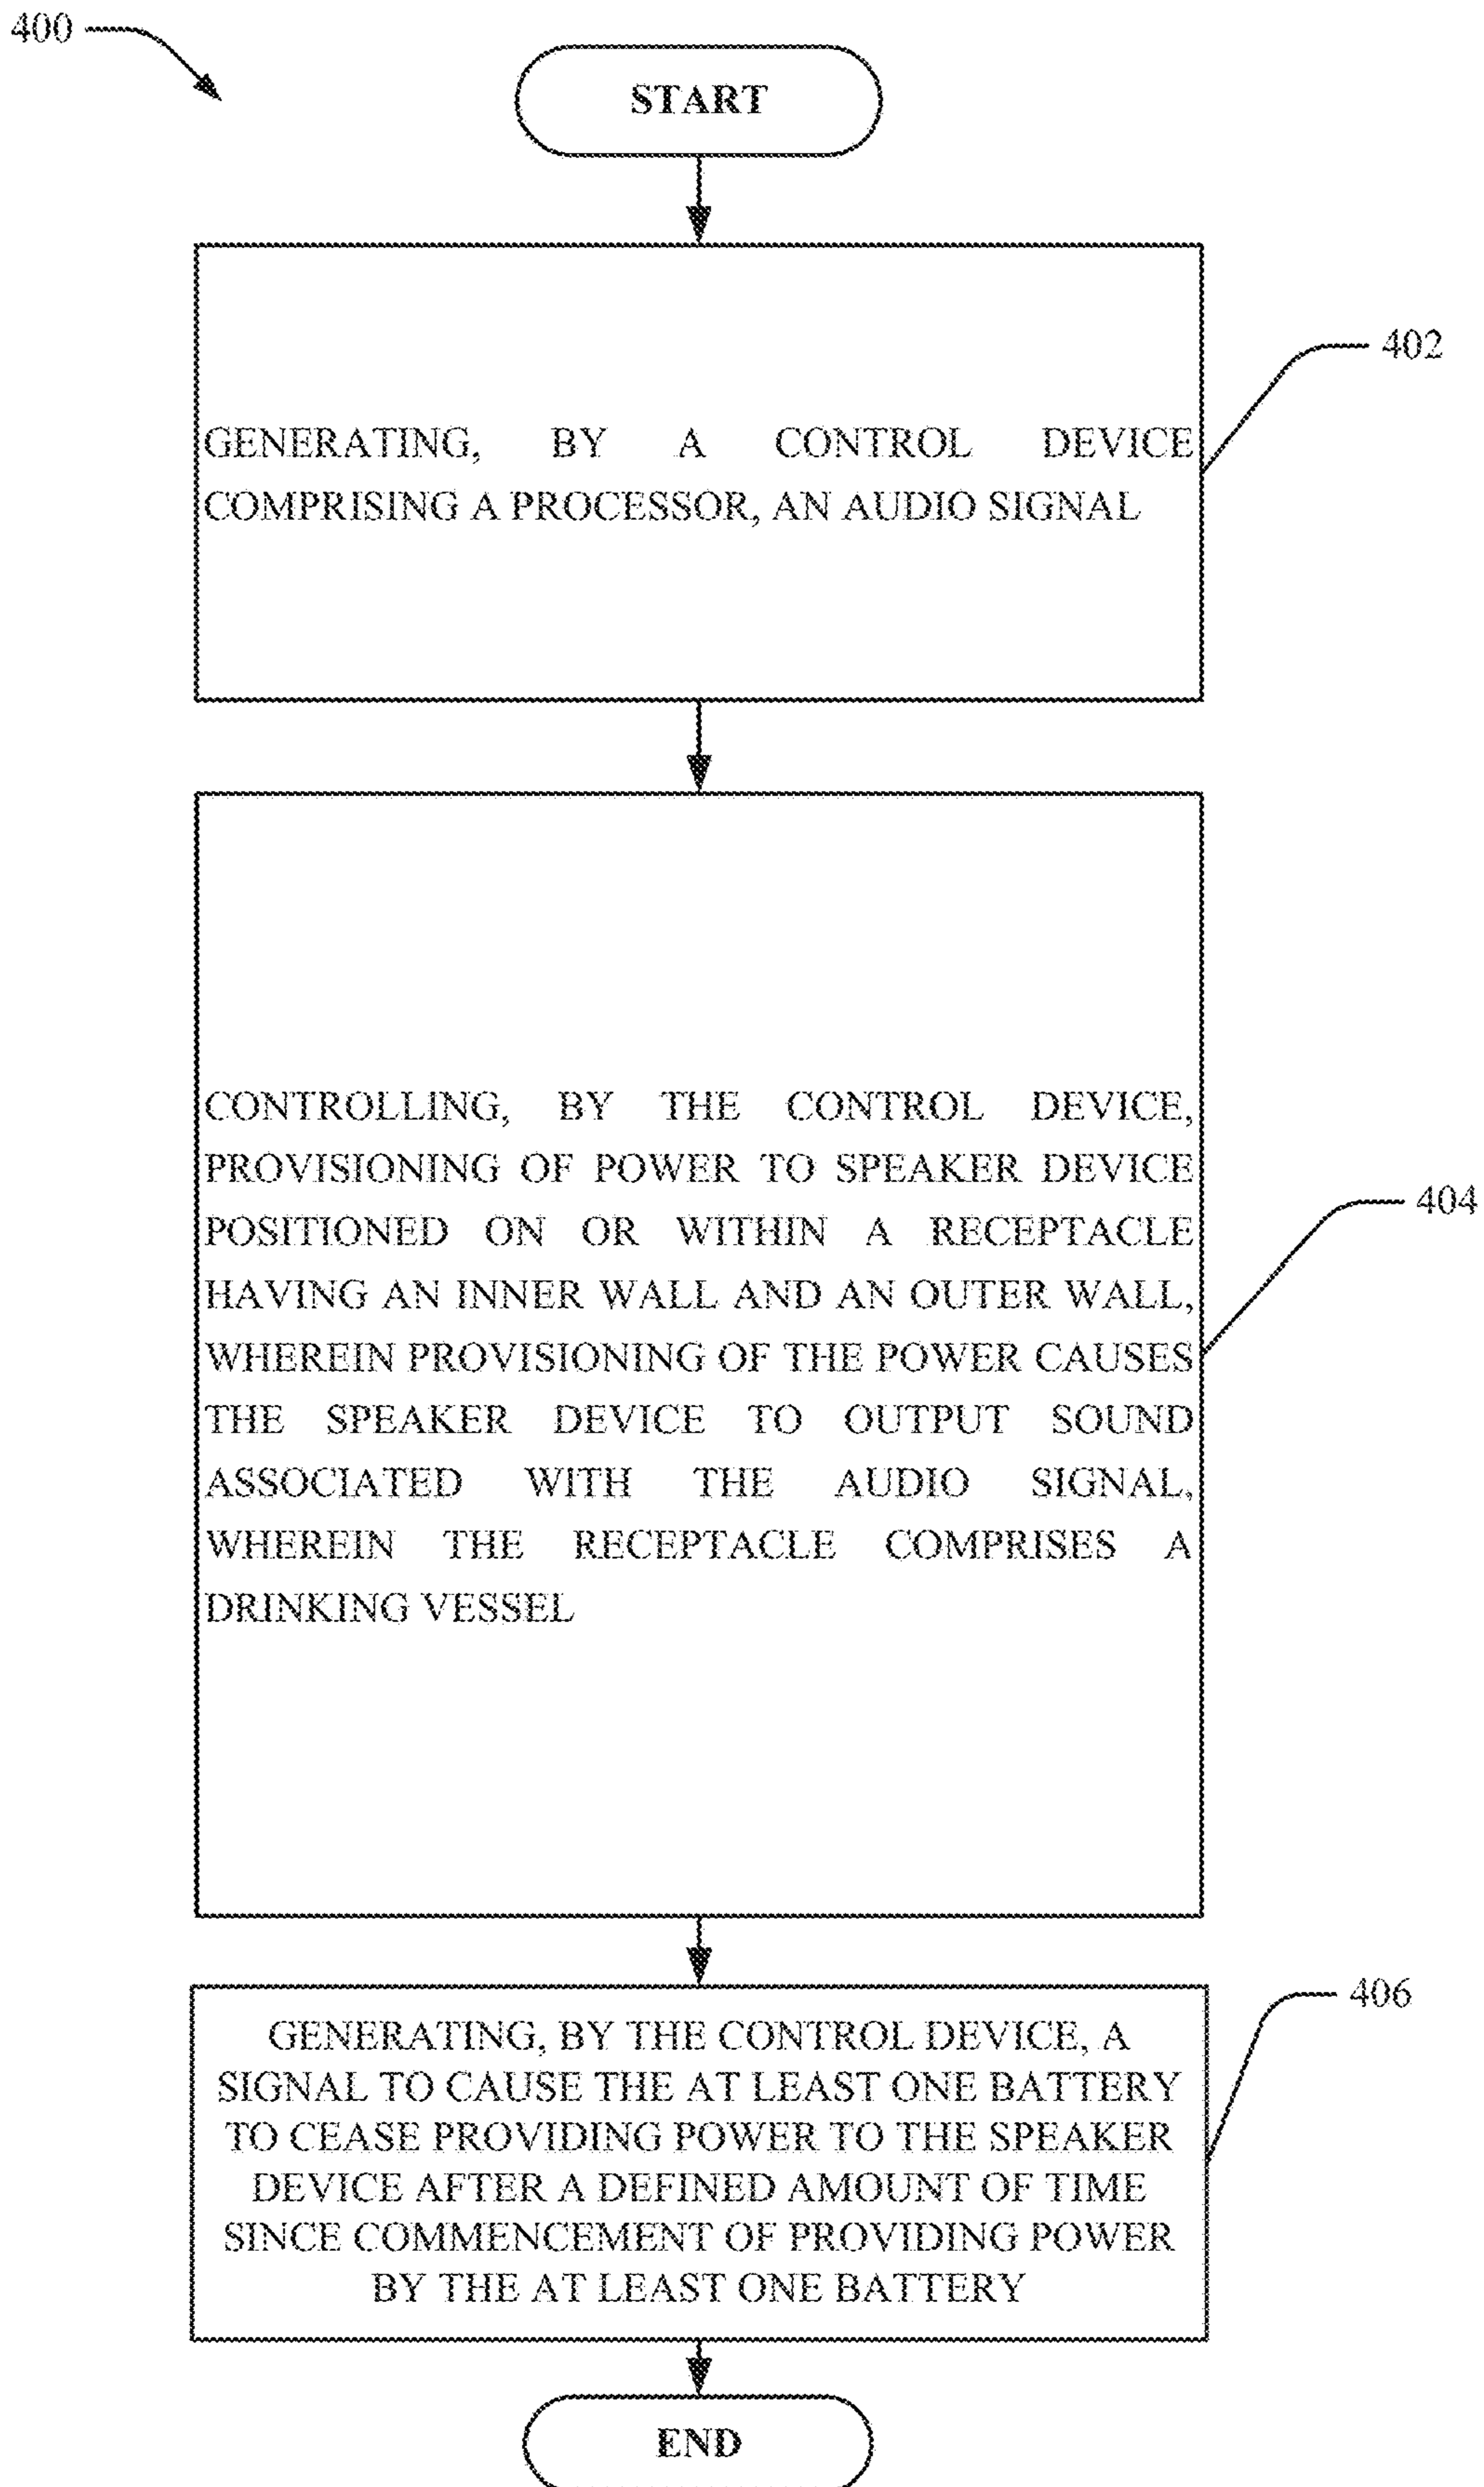 400
START
GENERATING, BY A CONTROL DEVICE
COMPRISING A PROCESSOR, AN AUDIO SIGNAL
402
CONTROLLING, BY THE CONTROL DEVICE,
PROVISIONING OF POWER TO SPEAKER DEVICE
POSITIONED ON OR WITHIN A RECEPTACLE
HAVING AN INNER WALL AND AN OUTER WALL,
WHEREIN PROVISIONING OF THE POWER CAUSES
THE SPEAKER DEVICE TO OUTPUT SOUND
ASSOCIATED WITH THE AUDIO SIGNAL,
WHEREIN THE RECEPTACLE COMPRISES A
DRINKING VESSEL
404
GENERATING, BY THE CONTROL DEVICE, A
SIGNAL TO CAUSE THE AT LEAST ONE BATTERY
TO CEASE PROVIDING POWER TO THE SPEAKER
DEVICE AFTER A DEFINED AMOUNT OF TIME
SINCE COMMENCEMENT OF PROVIDING POWER
BY THE AT LEAST ONE BATTERY
406
END